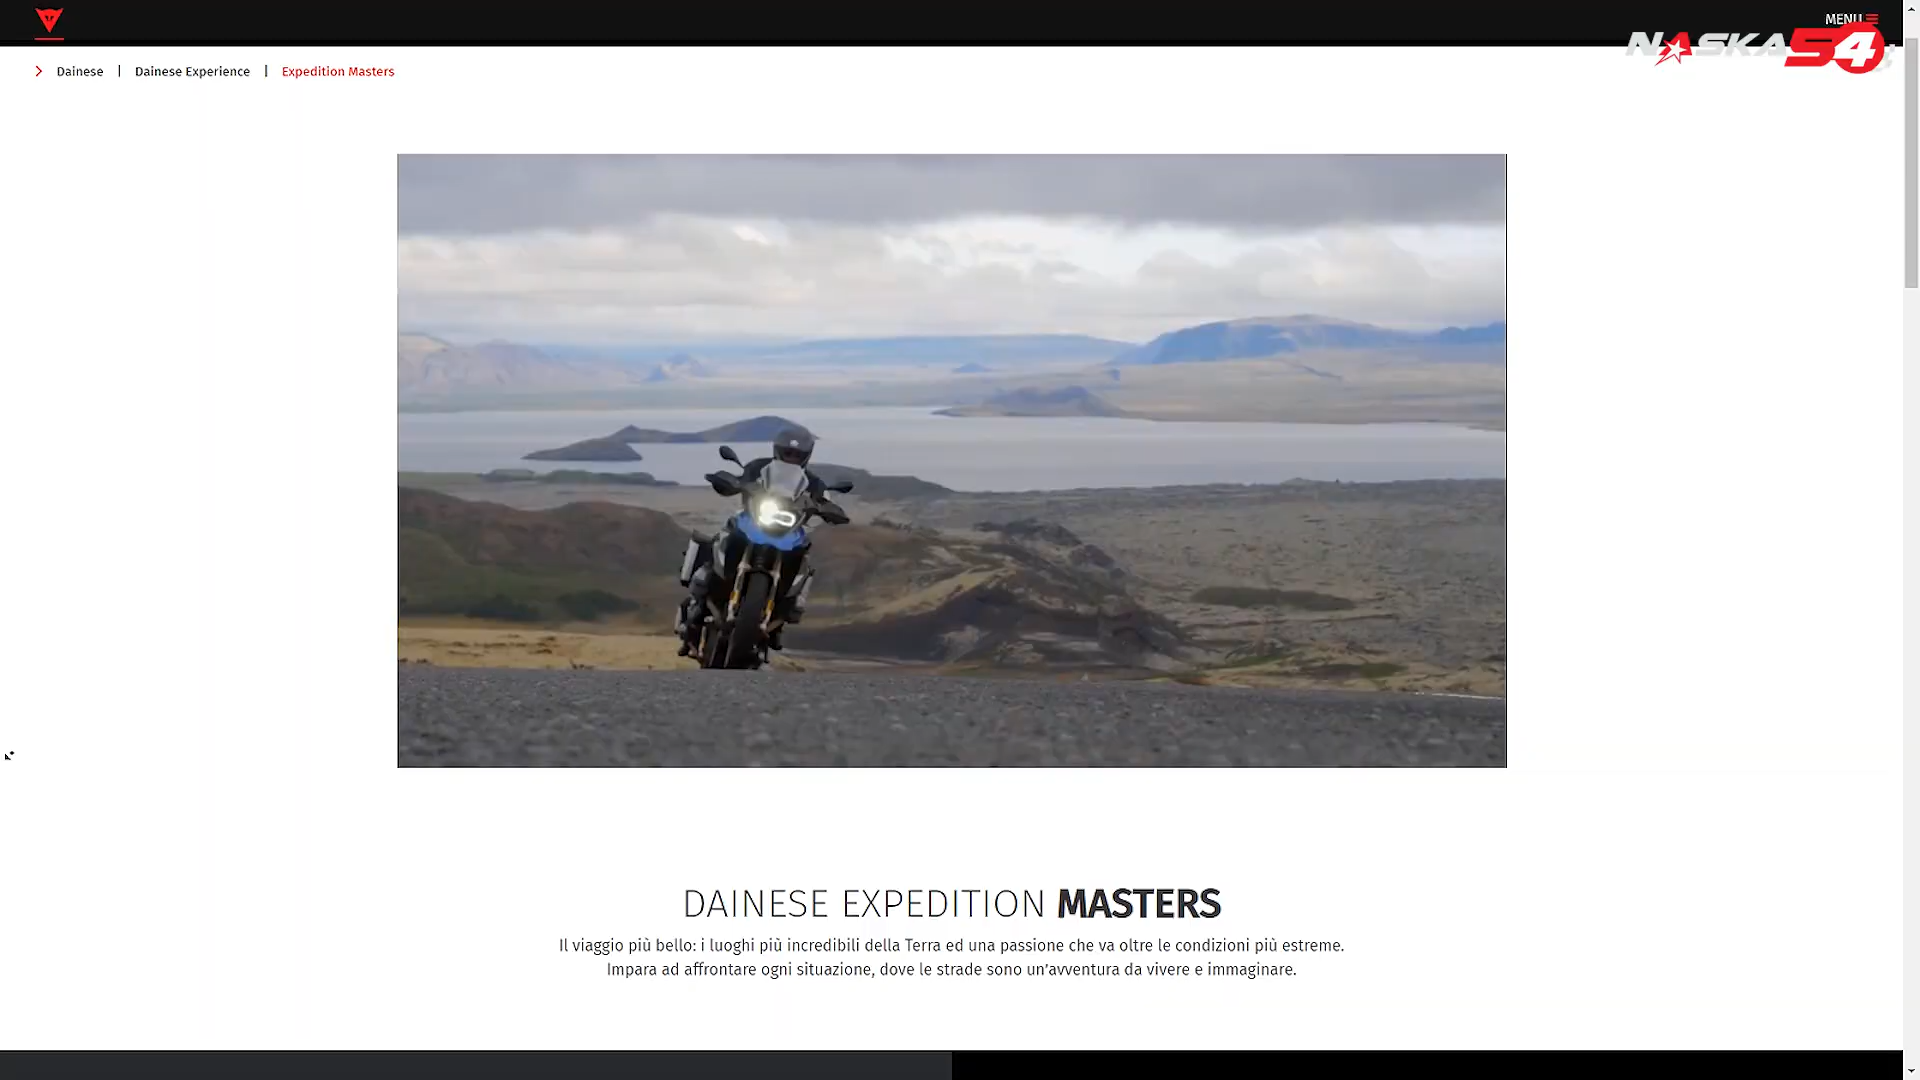 MENU
NASKA54
Dainese | Dainese Experience | Expedition Masters
DAINESE EXPEDITION MASTERS
Il viaggio più bello: i luoghi più incredibili della Terra ed una passione che va oltre le condizioni più estreme.
Impara ad affrontare ogni situazione, dove le strade sono un'avventura da vivere e immaginare.